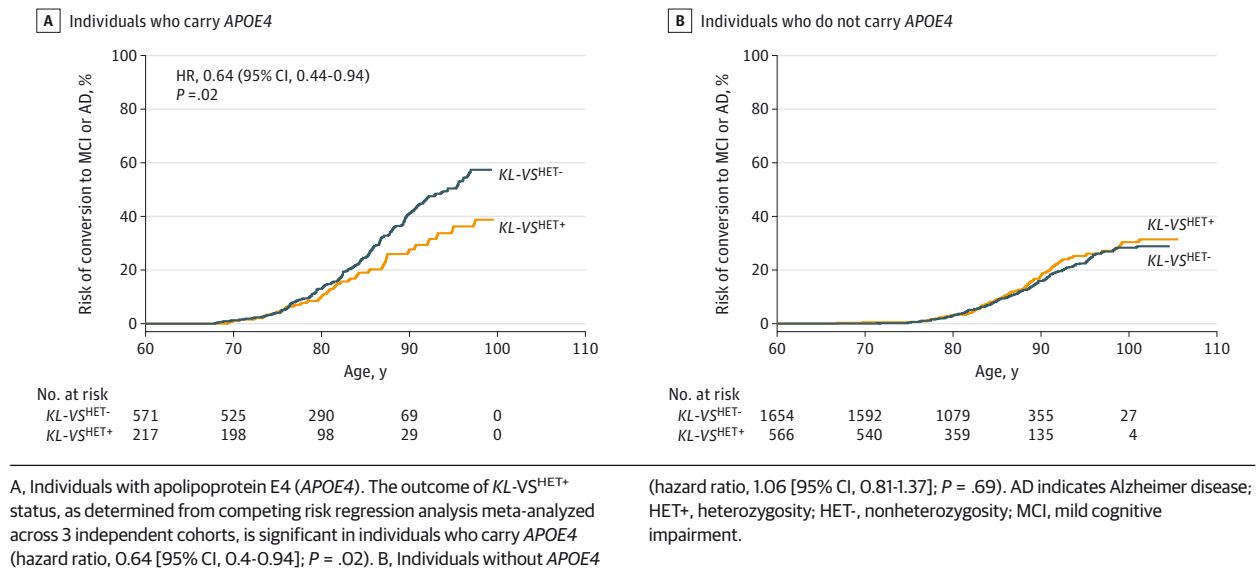 A Individuals who carry APOE4
100
80
60
40
20
0
Risk of conversion to MCI or AD, %
HR, 0.64 (95% CI, 0.44-0.94)
P = .02
KL-VSHET-
KL-VSHET+
60 70 80 90 100 110
Age, y
No. at risk
KL-VSHET- 571 525 290 69 0
KL-VSHET+ 217 198 98 29 0
B Individuals who do not carry APOE4
100
80
60
40
20
0
Risk of conversion to MCI or AD, %
KL-VSHET+
KL-VSHET-
60 70 80 90 100 110
Age, y
No. at risk
KL-VSHET- 1654 1592 1079 355 27
KL-VSHET+ 566 540 359 135 4
A, Individuals with apolipoprotein E4 (APOE4). The outcome of KL-VSHET+
status, as determined from competing risk regression analysis meta-analyzed
across 3 independent cohorts, is significant in individuals who carry APOE4
(hazard ratio, 0.64 [95% CI, 0.4-0.94]; P = .02). B, Individuals without APOE4
(hazard ratio, 1.06 [95% CI, 0.81-1.37]; P = .69). AD indicates Alzheimer disease;
HET+, heterozygosity; HET-, nonheterozygosity; MCI, mild cognitive
impairment.